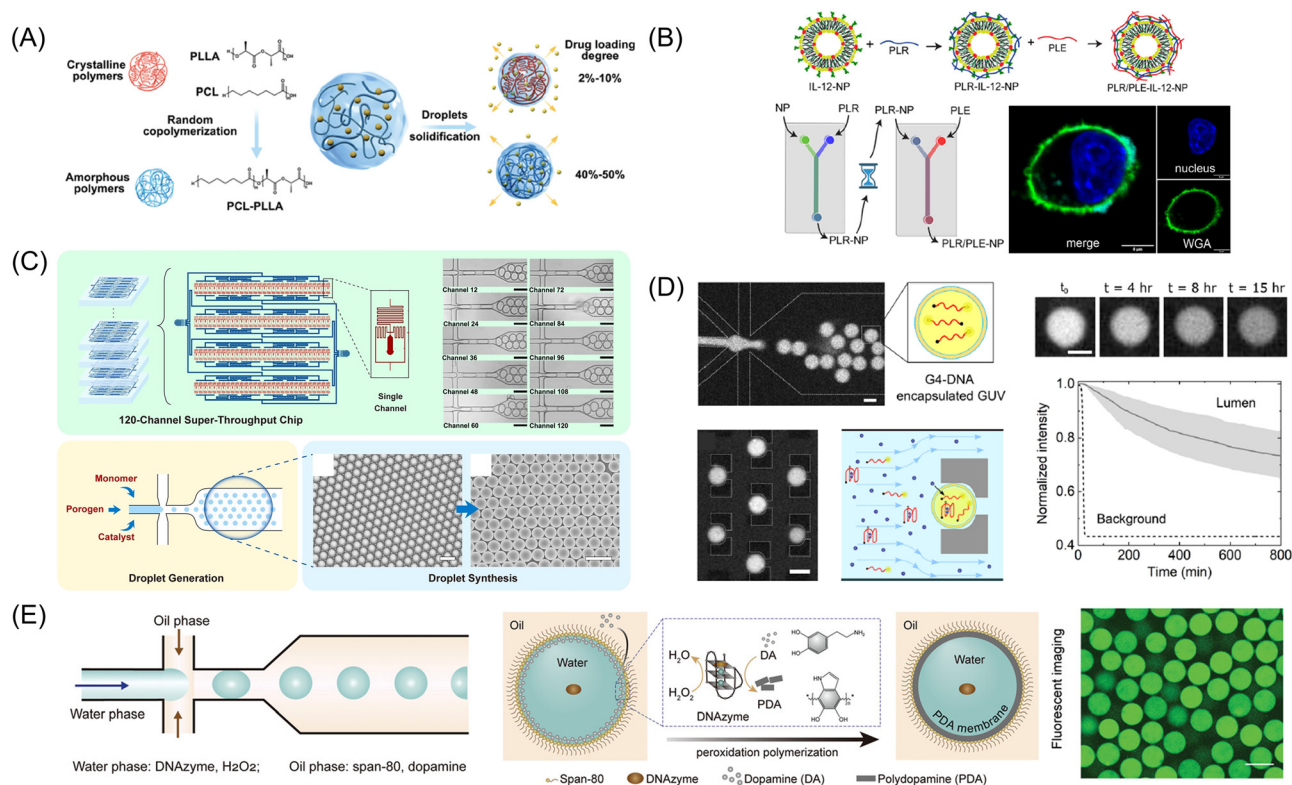 (A)
Crystalline
polymers
PLLA
PCL
Random
copolymerization
Amorphous
polymers
PCL-PLLA
Droplets
solidification
Drug loading
degree
2%-10%
40%-50%
(B)
IL-12-NP
+
PLR
PLR-IL-12-NP
+
PLE
PLR/PLE-IL-12-NP
NP
PLR
PLR-NP
PLE
PLR-NP
PLR/PLE-NP
merge
nucleus
WGA
(C)
120-Channel Super-Throughput Chip
Single
Channel
Channel 12
Channel 72
Channel 24
Channel 84
Channel 36
Channel 96
Channel 48
Channel 108
Channel 60
Channel 120
Monomer
Porogen
Catalyst
Droplet Generation
Droplet Synthesis
(D)
G4-DNA
encapsulated GUV
t0
t = 4 hr
t = 8 hr
t = 15 hr
Normalized intensity
1.0
0.8
0.6
0.4
Lumen
Background
0
200
400
600
800
Time (min)
(E)
Oil phase
Water phase
Water phase: DNAzyme, H2O2;
Oil phase: span-80, dopamine
Oil
Water
H2O
H2O2
DNAzyme
DA
PDA
NH2
HO
HO
HN
HO
OH
peroxidation polymerization
Oil
Water
PDA membrane
Span-80
DNAzyme
Dopamine (DA)
Polydopamine (PDA)
Fluorescent imaging